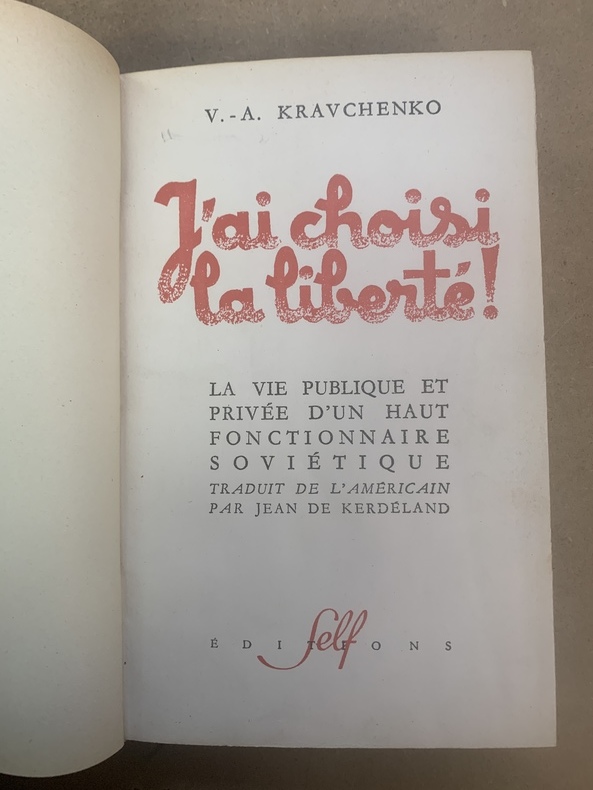 V.-A. KRAVCHENKO
J'ai choisi
la liberté!
LA VIE PUBLIQUE ET
PRIVÉE D'UN HAUT
FONCTIONNAIRE
SOVIÉTIQUE
TRADUIT DE L'AMÉRICAIN
PAR JEAN DE KERDÉLAND
ÉDITIONS
Self